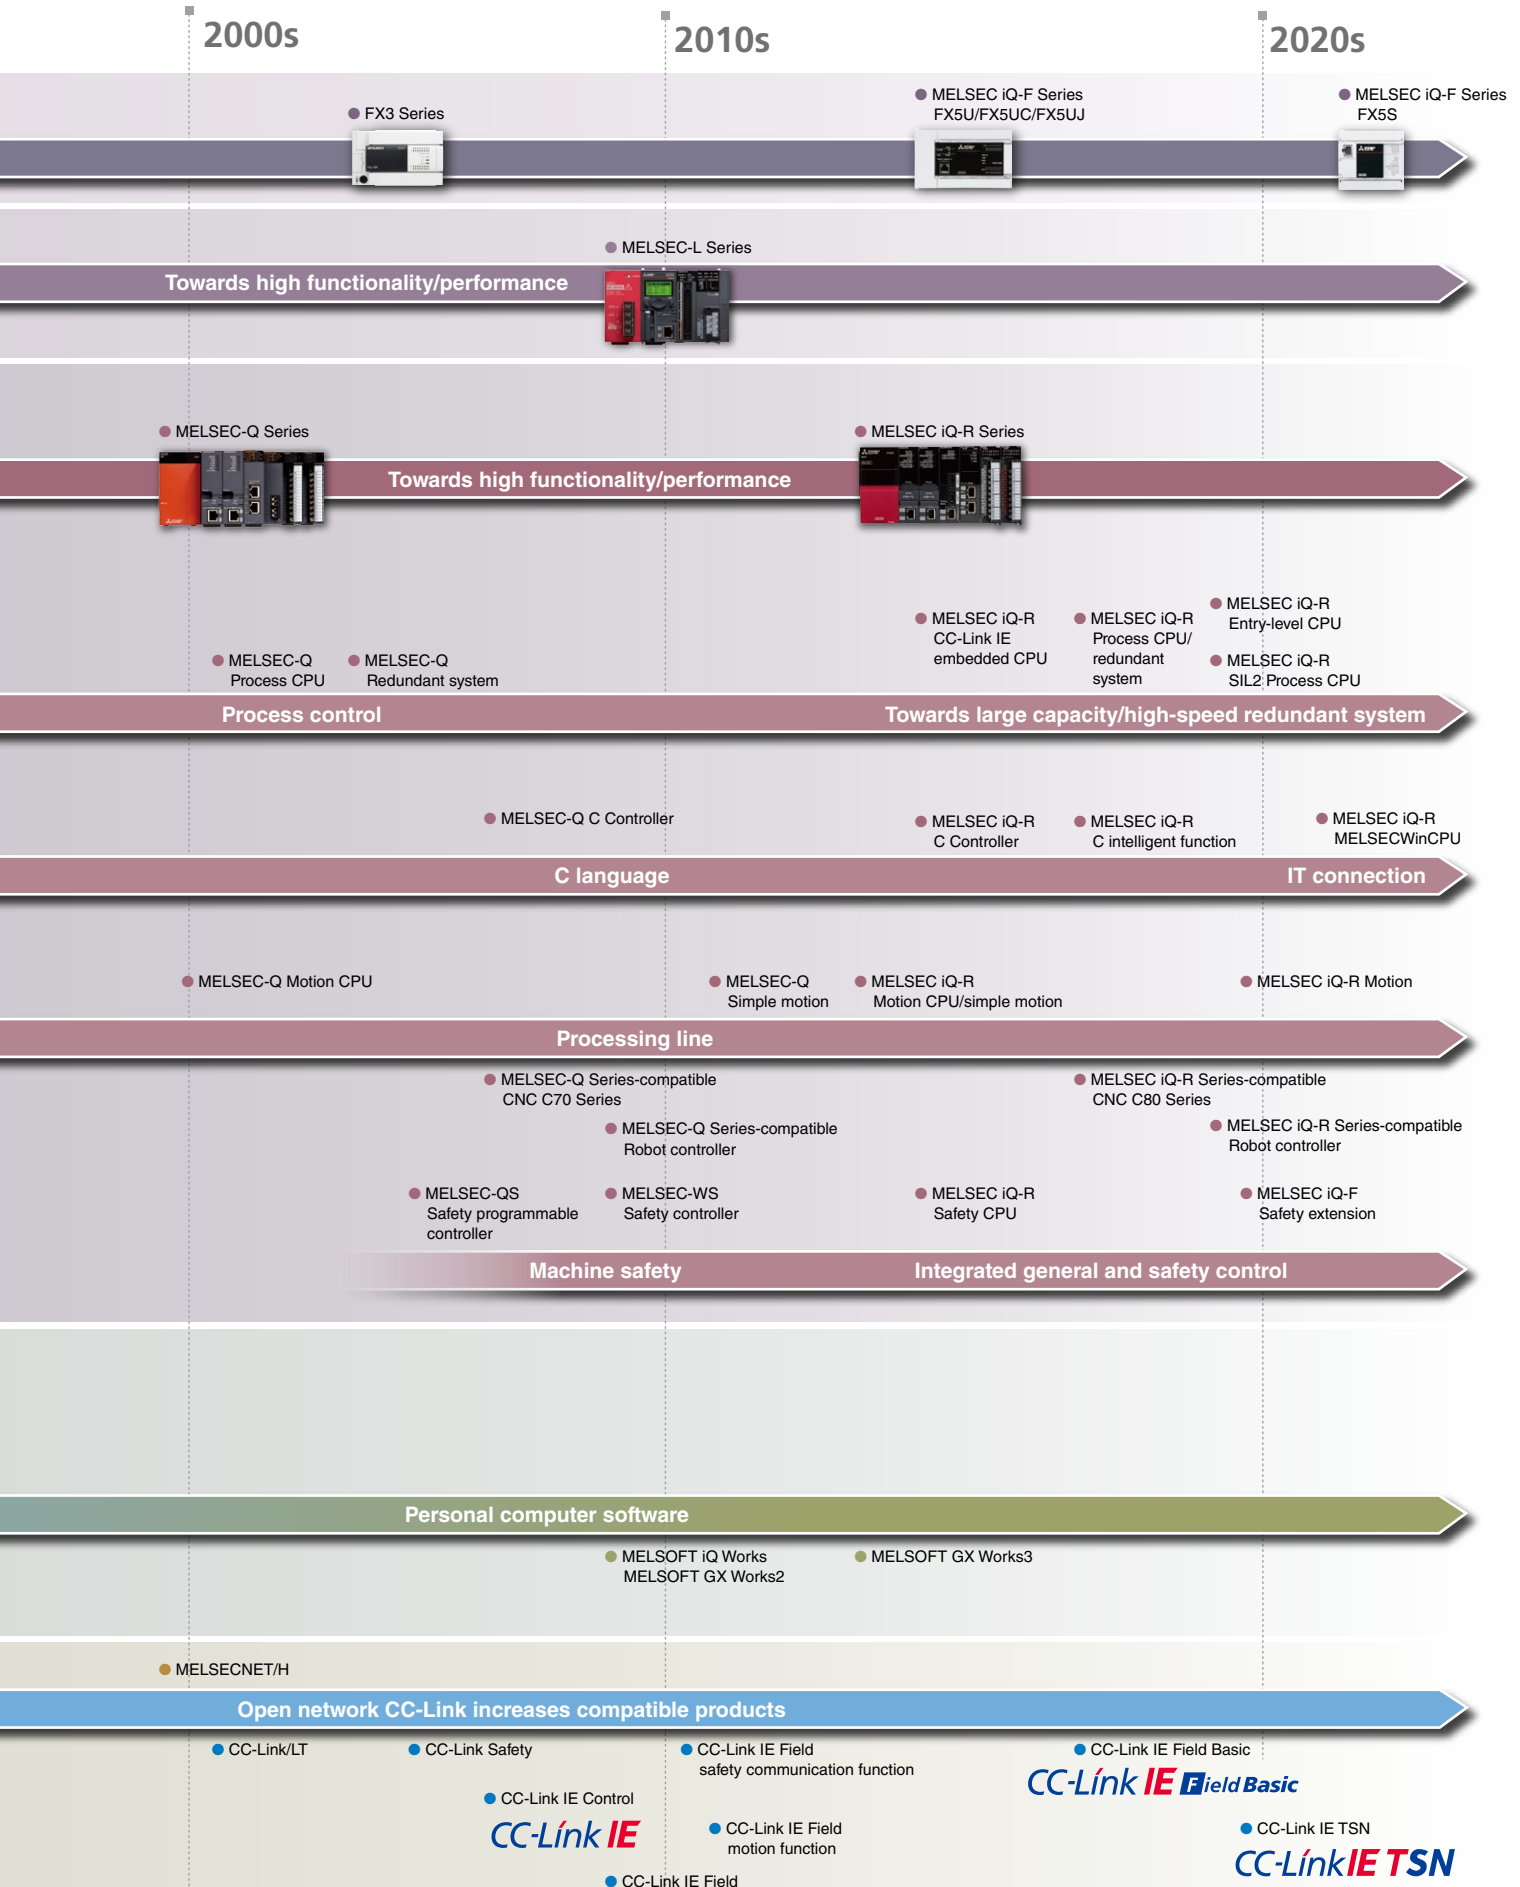 2000s
2010s
2020s
FX3 Series
MELSEC iQ-F Series
FX5U/FX5UC/FX5UJ
MELSEC iQ-F Series
FX5S
MELSEC-L Series
Towards high functionality/performance
MELSEC-Q Series
MELSEC iQ-R Series
Towards high functionality/performance
MELSEC-Q
Process CPU
MELSEC-Q
Redundant system
MELSEC iQ-R
CC-Link IE
embedded CPU
MELSEC iQ-R
Process CPU/
redundant
system
MELSEC iQ-R
Entry-level CPU
MELSEC iQ-R
SIL2 Process CPU
Process control
Towards large capacity/high-speed redundant system
MELSEC-Q C Controller
MELSEC iQ-R
C Controller
MELSEC iQ-R
C intelligent function
MELSEC iQ-R
MELSECWinCPU
C language
IT connection
MELSEC-Q Motion CPU
MELSEC-Q
Simple motion
MELSEC iQ-R
Motion CPU/simple motion
MELSEC iQ-R Motion
Processing line
MELSEC-Q Series-compatible
CNC C70 Series
MELSEC iQ-R Series-compatible
CNC C80 Series
MELSEC-Q Series-compatible
Robot controller
MELSEC iQ-R Series-compatible
Robot controller
MELSEC-QS
Safety programmable
controller
MELSEC-WS
Safety controller
MELSEC iQ-R
Safety CPU
MELSEC iQ-F
Safety extension
Machine safety
Integrated general and safety control
Personal computer software
MELSOFT iQ Works
MELSOFT GX Works2
MELSOFT GX Works3
MELSECNET/H
Open network CC-Link increases compatible products
CC-Link/LT
CC-Link Safety
CC-Link IE Field
safety communication function
CC-Link IE Field Basic
CC-Link IE Field Basic
CC-Link IE Control
CC-Link IE
CC-Link IE Field
motion function
CC-Link IE TSN
CC-Link IE TSN
CC-Link IE Field